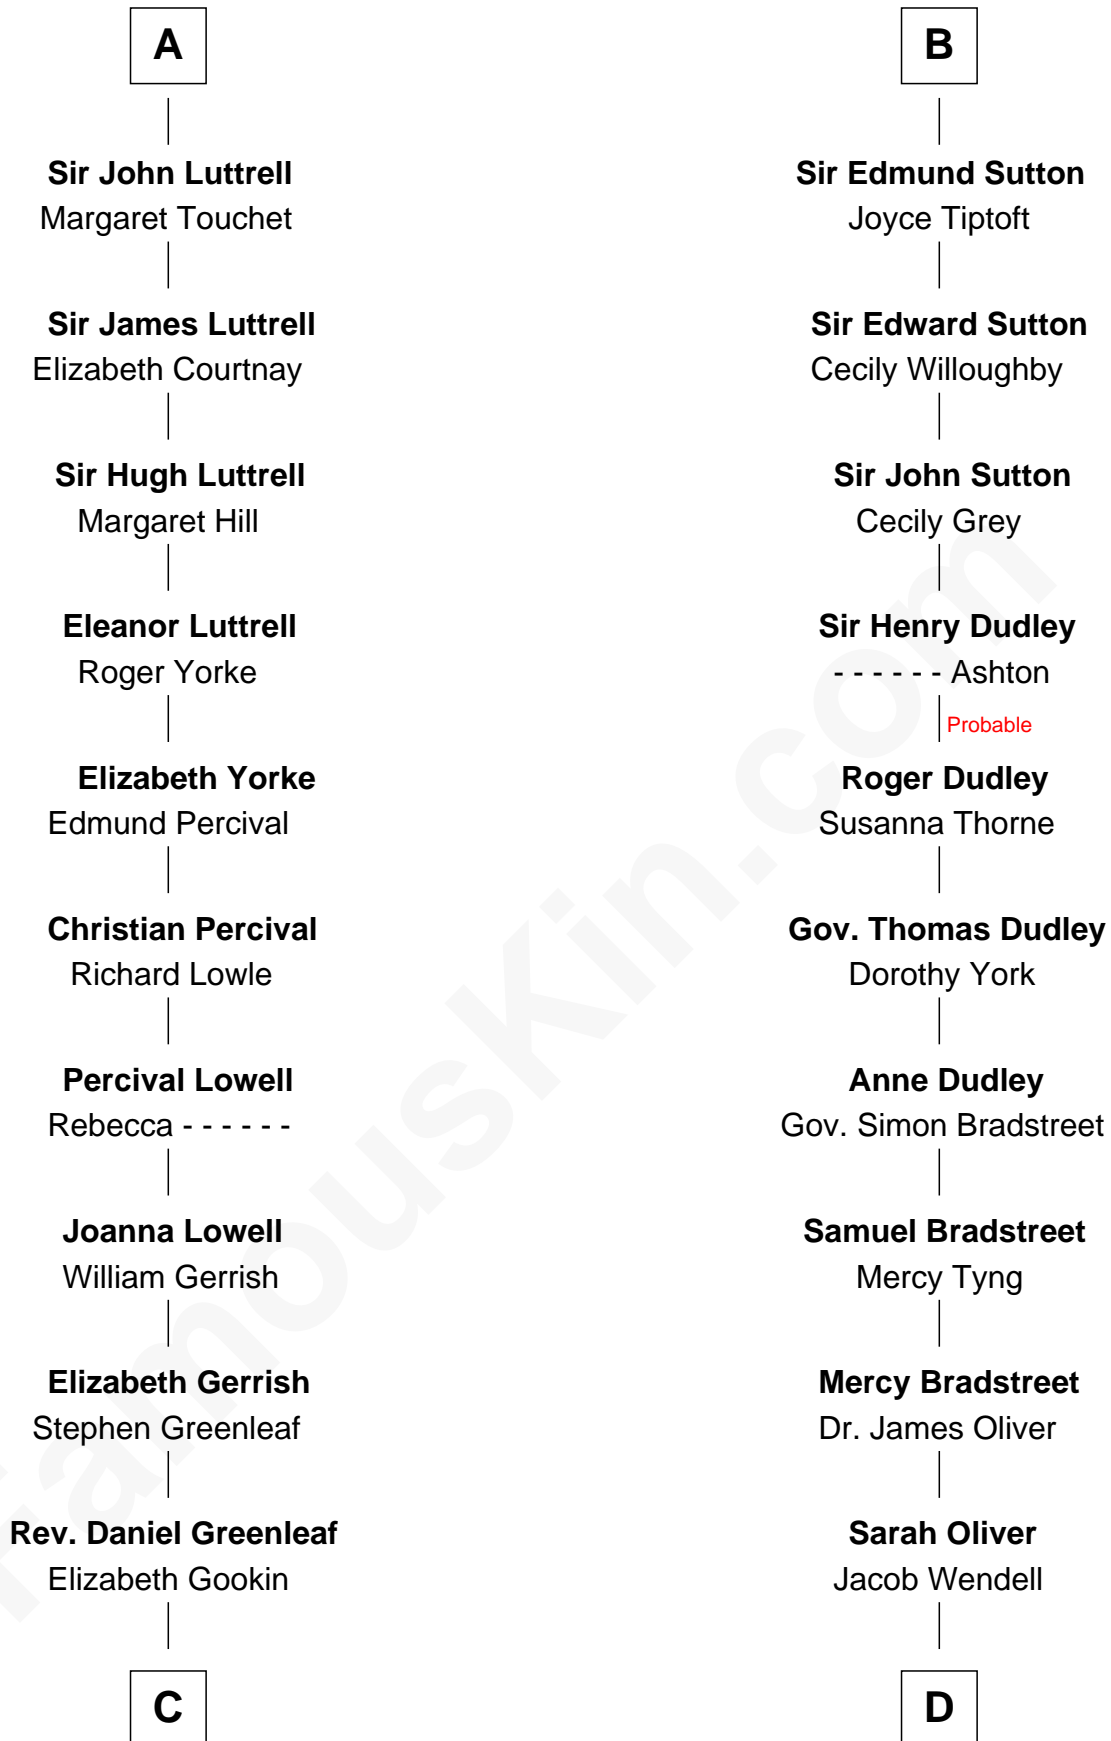 A
Sir John Luttrell
Margaret Touchet
Sir James Luttrell
Elizabeth Courtnay
Sir Hugh Luttrell
Margaret Hill
Eleanor Luttrell
Roger Yorke
Elizabeth Yorke
Edmund Percival
Christian Percival
Richard Lowle
Percival Lowell
Rebecca - - - - - -
Joanna Lowell
William Gerrish
Elizabeth Gerrish
Stephen Greenleaf
Rev. Daniel Greenleaf
Elizabeth Gookin
C
B
Sir Edmund Sutton
Joyce Tiptoft
Sir Edward Sutton
Cecily Willoughby
Sir John Sutton
Cecily Grey
Sir Henry Dudley
- - - - - - Ashton
Probable
Roger Dudley
Susanna Thorne
Gov. Thomas Dudley
Dorothy York
Anne Dudley
Gov. Simon Bradstreet
Samuel Bradstreet
Mercy Tyng
Mercy Bradstreet
Dr. James Oliver
Sarah Oliver
Jacob Wendell
D
FamousKin.com